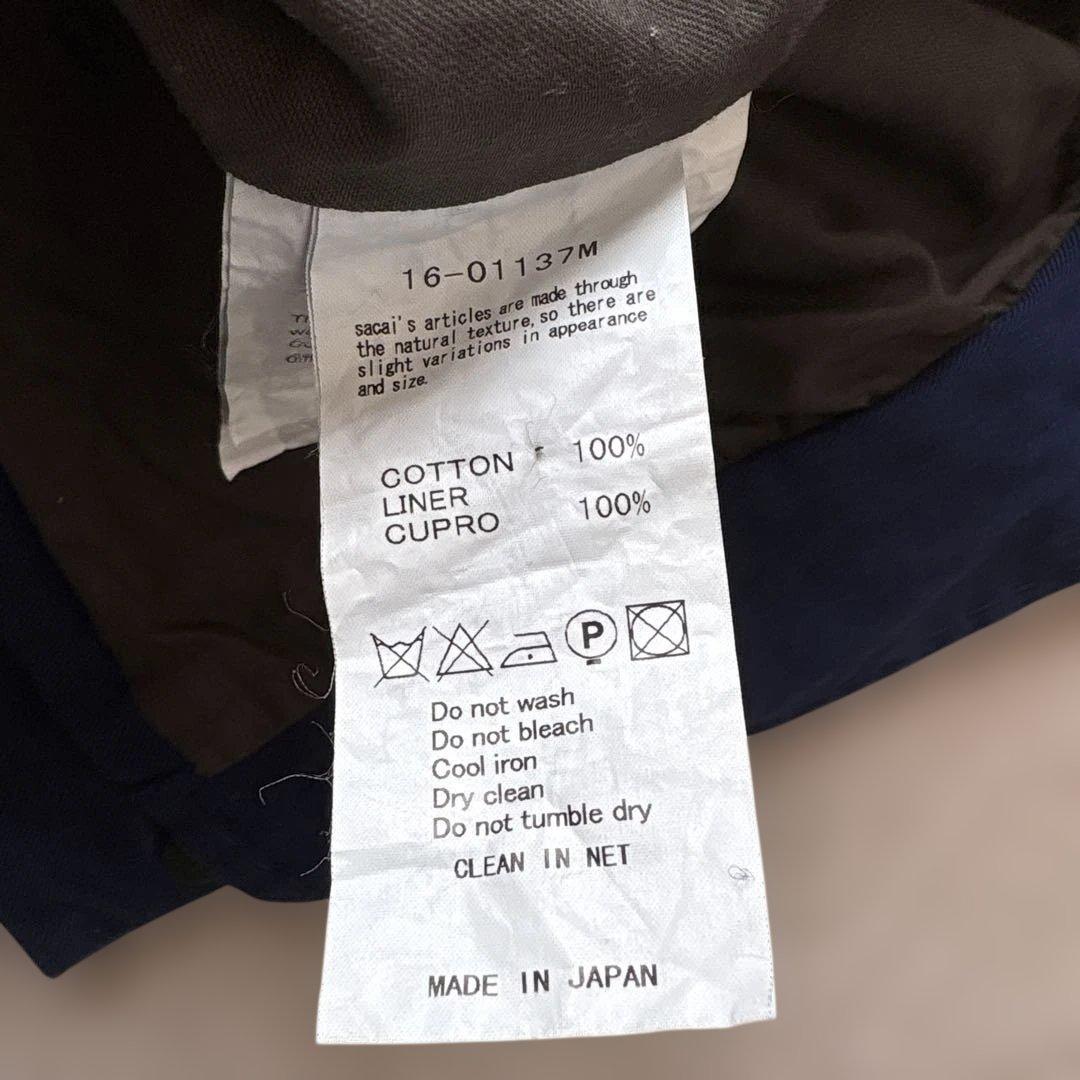 16-01137M
sacai's articles are made through
the natural texture, so there are
slight variations in appearance
and size.
COTTON 100%
LINER
CUPRO 100%
P
Do not wash
Do not bleach
Cool iron
Dry clean
Do not tumble dry
CLEAN IN NET
MADE IN JAPAN